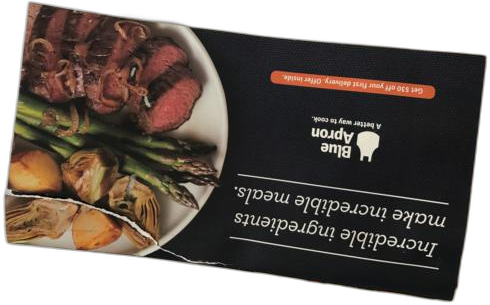 Incredible ingredients
make incredible meals.
Blue
Apron
A better way to cook.
Get $30 off your first delivery. Offer inside.